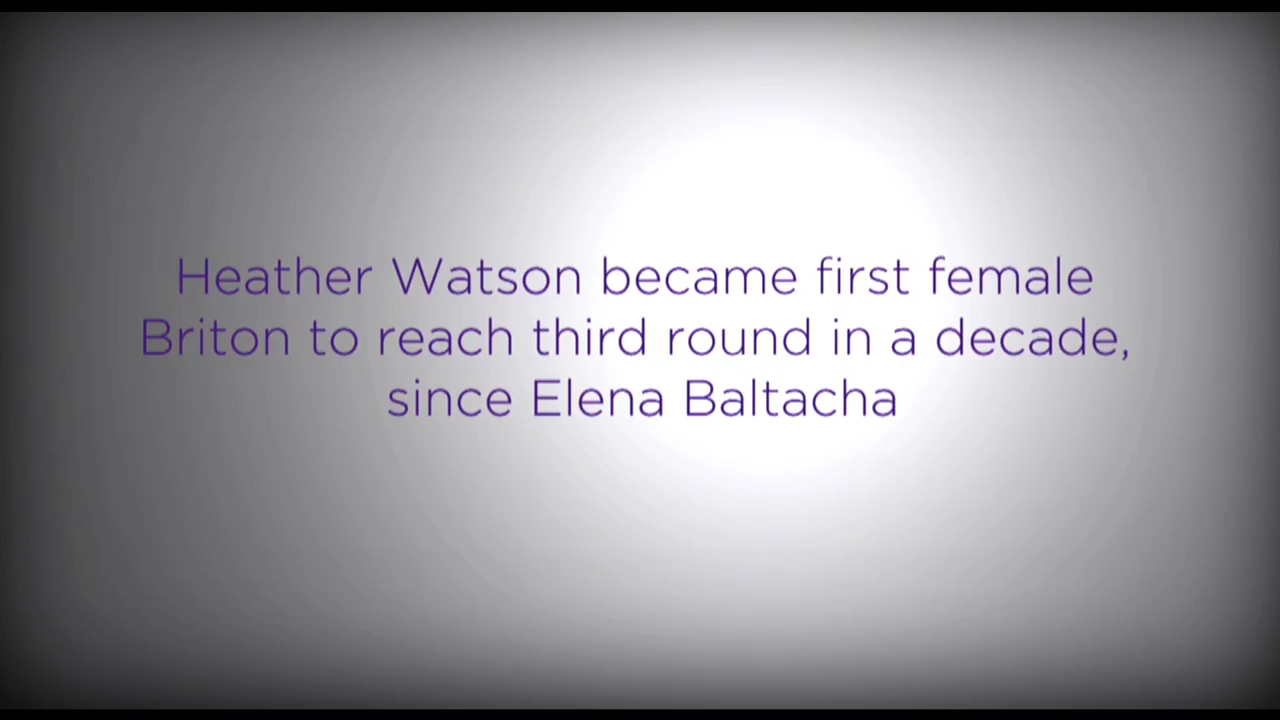 Heather Watson became first female
Briton to reach third round in a decade,
since Elena Baltacha